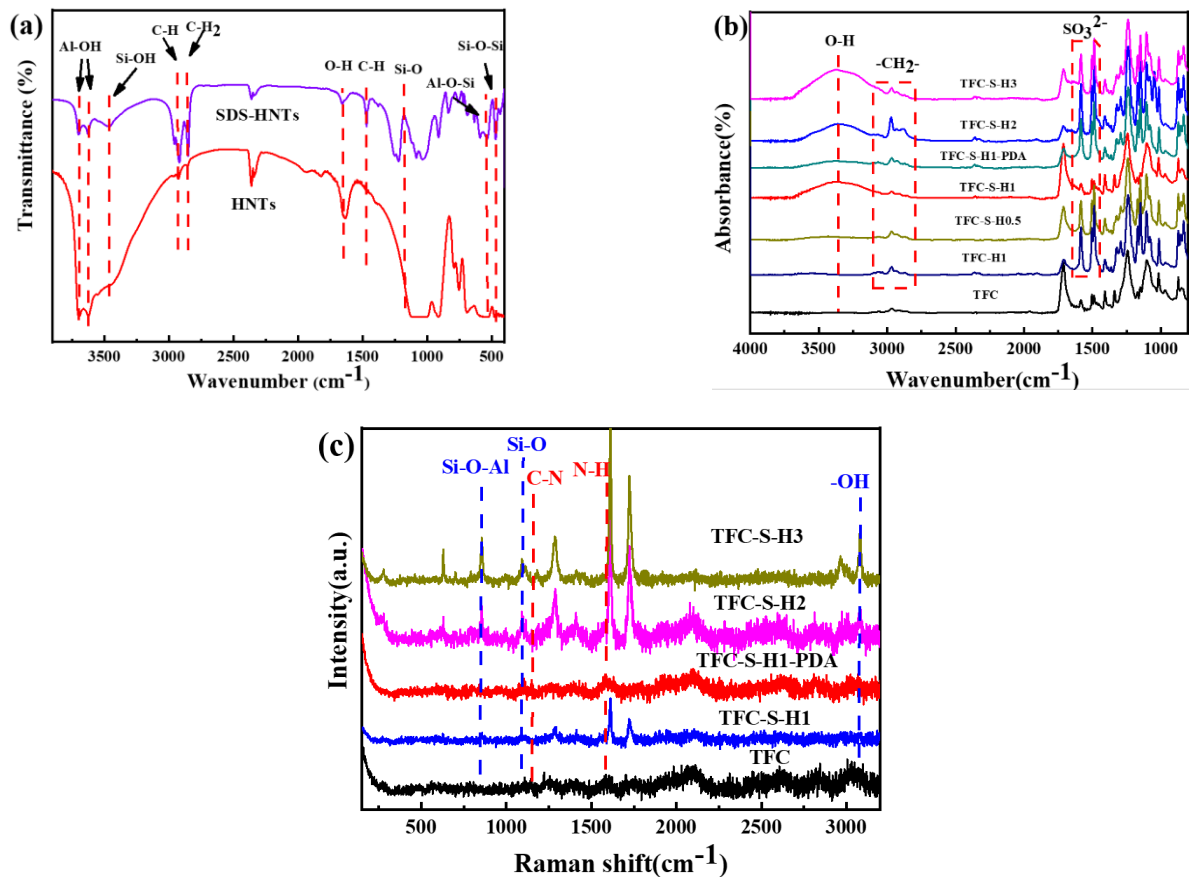 (a)
C-H
C-H2
Al-OH
Si-OH
O-H
C-H
Si-O
Si-O-Si
Al-O-Si
SDS-HNTs
HNTs
Transmittance (%)
3500 3000 2500 2000 1500 1000 500
Wavenumber (cm-1)
(b)
O-H
-CH2-
SO3 2-
TFC-S-H3
TFC-S-H2
TFC-S-H1-PDA
TFC-S-H1
TFC-S-H0.5
TFC-H1
TFC
Absorbance(%)
4000 3500 3000 2500 2000 1500 1000
Wavenumber(cm-1)
(c)
Si-O
Si-O-Al
C-N
N-H
-OH
TFC-S-H3
TFC-S-H2
TFC-S-H1-PDA
TFC-S-H1
TFC
Intensity(a.u.)
500 1000 1500 2000 2500 3000
Raman shift(cm-1)